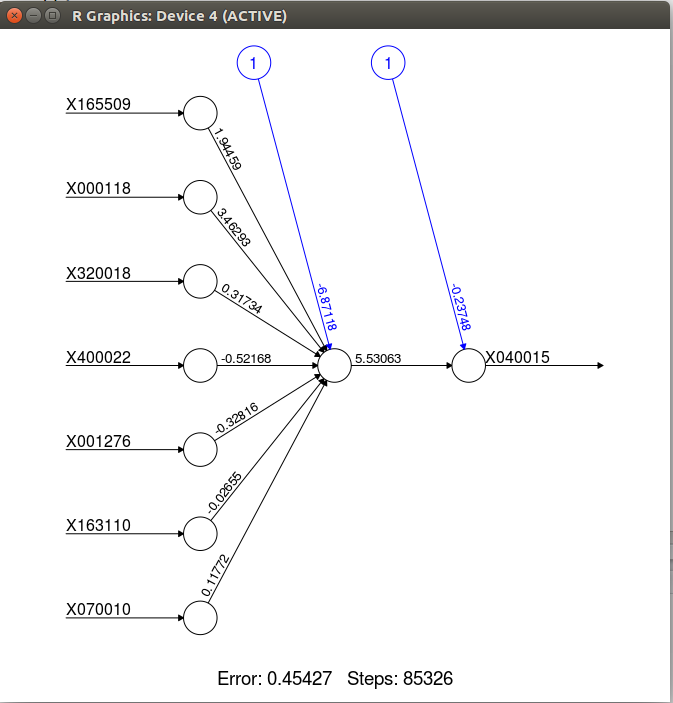 R Graphics: Device 4 (ACTIVE)
1
1
X165509
1.94459
X000118
3.46293
X320018
0.31734
-6.87118
-0.23748
X400022
-0.52168
5.53063
X040015
X001276
-0.32816
X163110
-0.02655
X070010
0.11772
Error: 0.45427 Steps: 85326